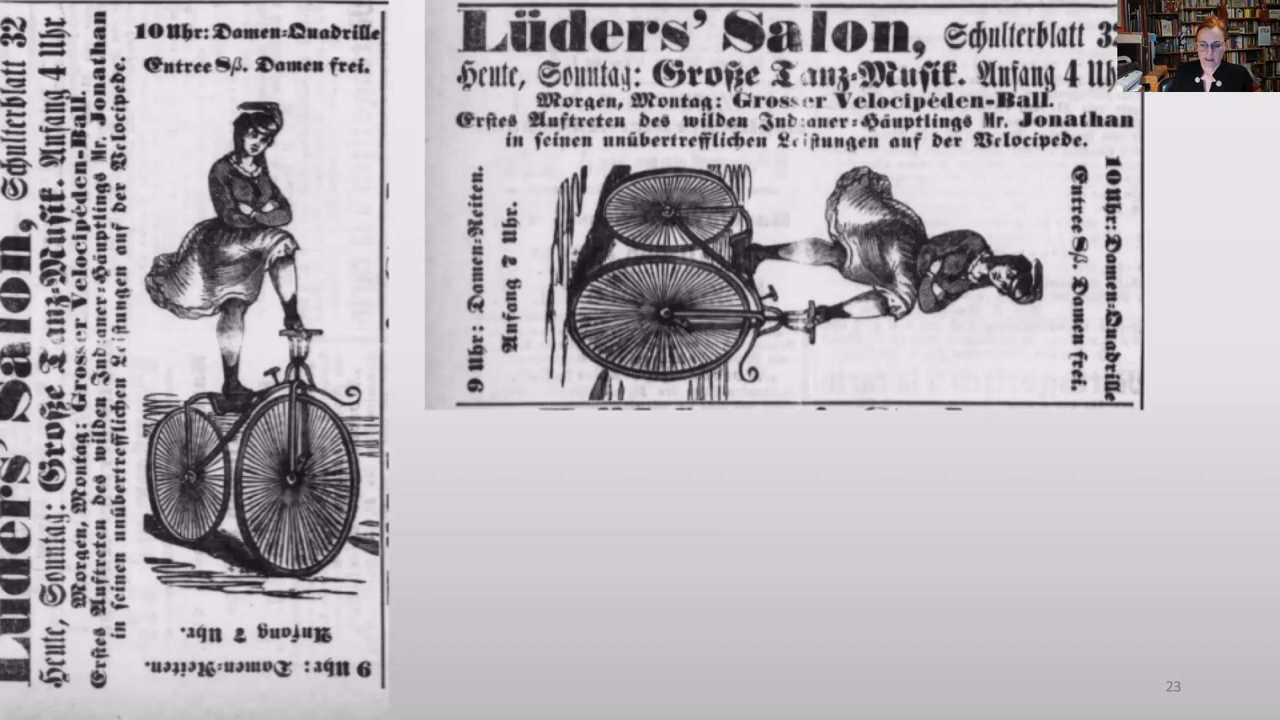 Lüders' Salon, Schulterblatt 32
Heute, Sonntag: Große Tanz-Musik. Anfang 4 Uhr
Morgen, Montag: Grosser Velocipéden-Ball.
Erstes Auftreten des wilden Indianer-Häuptlings Mr. Jonathan
in seinen unübertrefflichen Leistungen auf der Velocipede.
10 Uhr: Damen-Quadrille
Entree 8ß. Damen frei.
Anfang 7 Uhr.
9 Uhr: Damen-Reiten.
Lüders' Salon, Schulterblatt 3
Heute, Sonntag: Große Tanz-Musik. Anfang 4 Uh
Morgen, Montag: Grosser Velocipéden-Ball.
Erstes Auftreten des wilden Indianer-Häuptlings Mr. Jonathan
in seinen unübertrefflichen Leistungen auf der Velocipede.
9 Uhr: Damen-Reiten.
Anfang 7 Uhr.
10 Uhr: Damen-Quadrille
Entree 8ß. Damen frei.
23